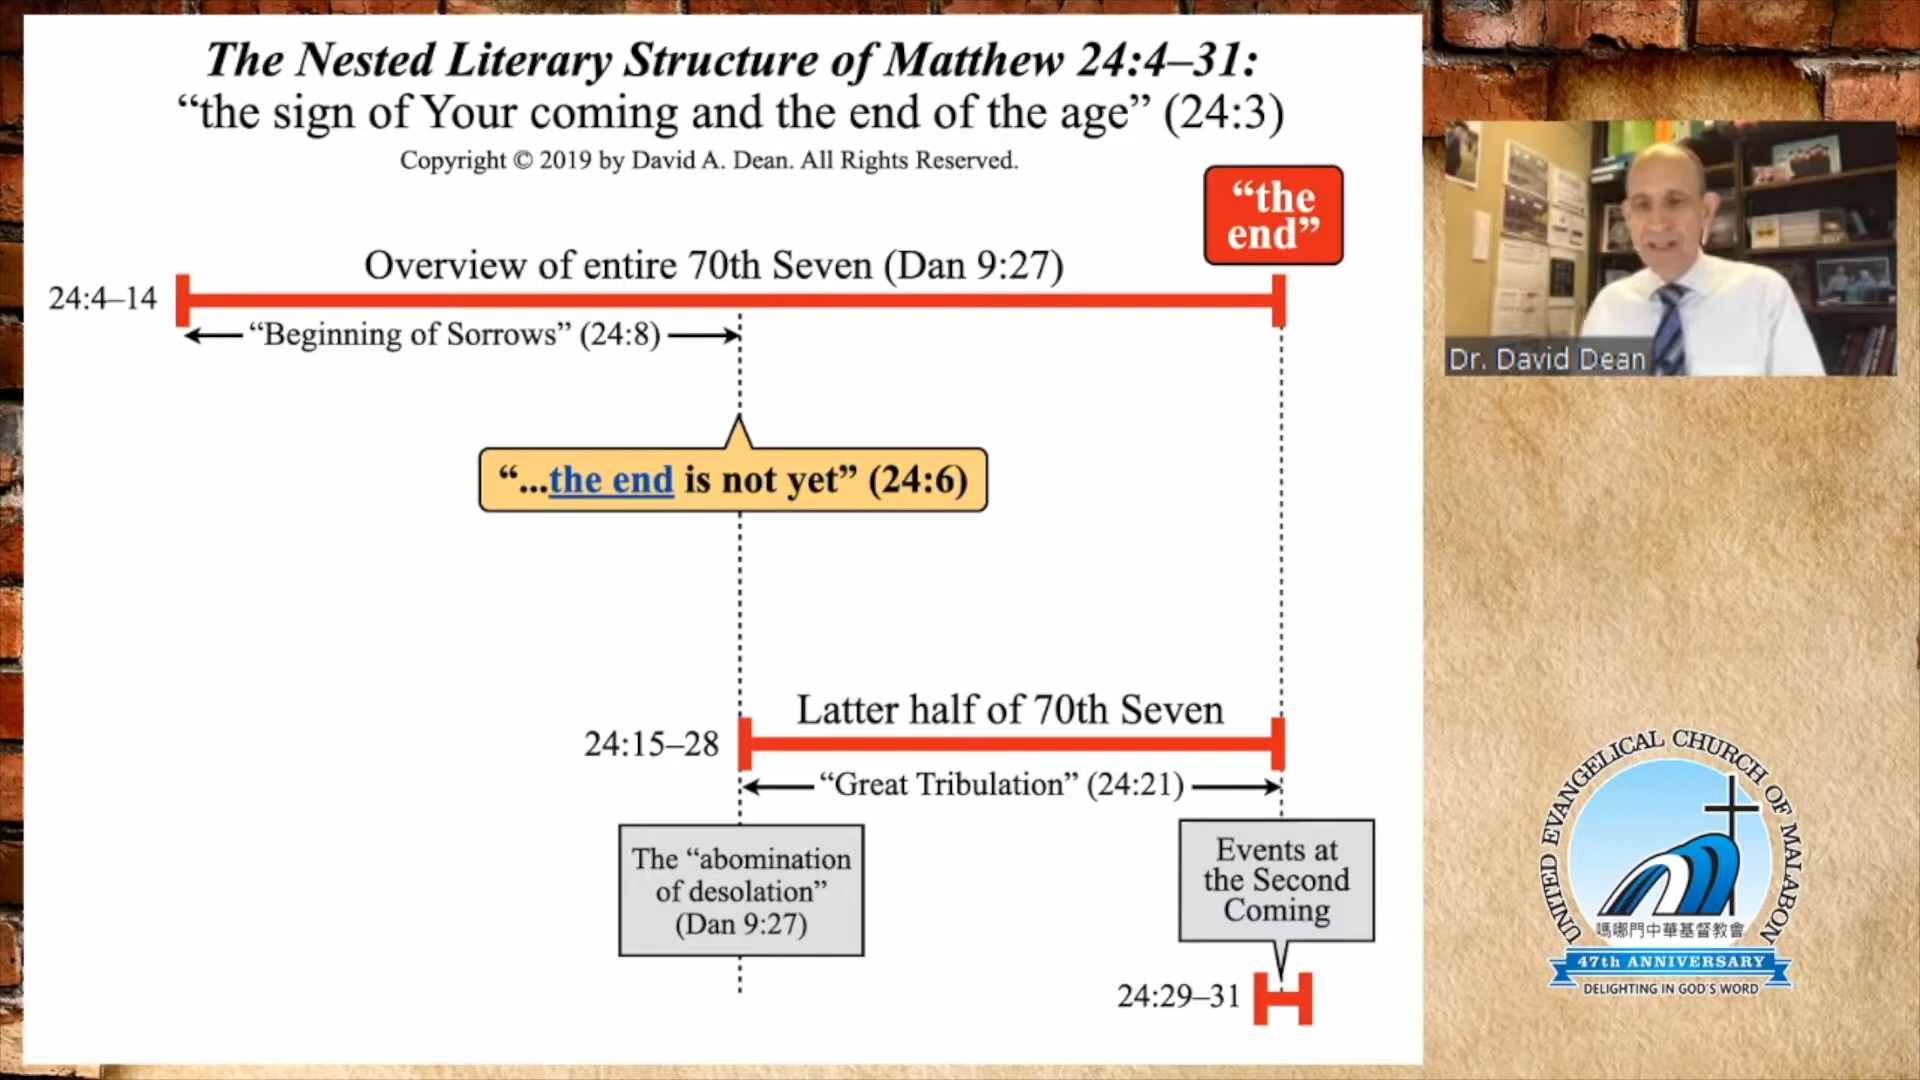 The Nested Literary Structure of Matthew 24:4–31:
“the sign of Your coming and the end of the age” (24:3)
Copyright © 2019 by David A. Dean. All Rights Reserved.
“the
end”
Overview of entire 70th Seven (Dan 9:27)
24:4–14
“Beginning of Sorrows” (24:8)
“...the end is not yet” (24:6)
Latter half of 70th Seven
24:15–28
“Great Tribulation” (24:21)
The “abomination
of desolation”
(Dan 9:27)
Events at
the Second
Coming
24:29–31
Dr. David Dean
UNITED EVANGELICAL CHURCH OF MALABON
嗎哪門中華基督教會
47th ANNIVERSARY
DELIGHTING IN GOD'S WORD